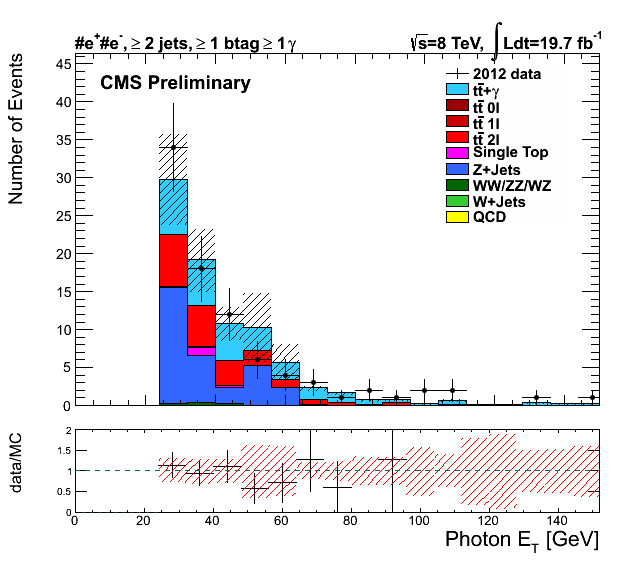 #e⁺#e⁻, ≥ 2 jets, ≥ 1 btag ≥ 1 γ
√s=8 TeV, ∫ Ldt=19.7 fb⁻¹
CMS Preliminary
2012 data
tt̄+γ
tt̄ 0l
tt̄ 1l
tt̄ 2l
Single Top
Z+Jets
WW/ZZ/WZ
W+Jets
QCD
Number of Events
45
40
35
30
25
20
15
10
5
0
data/MC
2
1.5
1
0.5
0
0 20 40 60 80 100 120 140
Photon E_T [GeV]